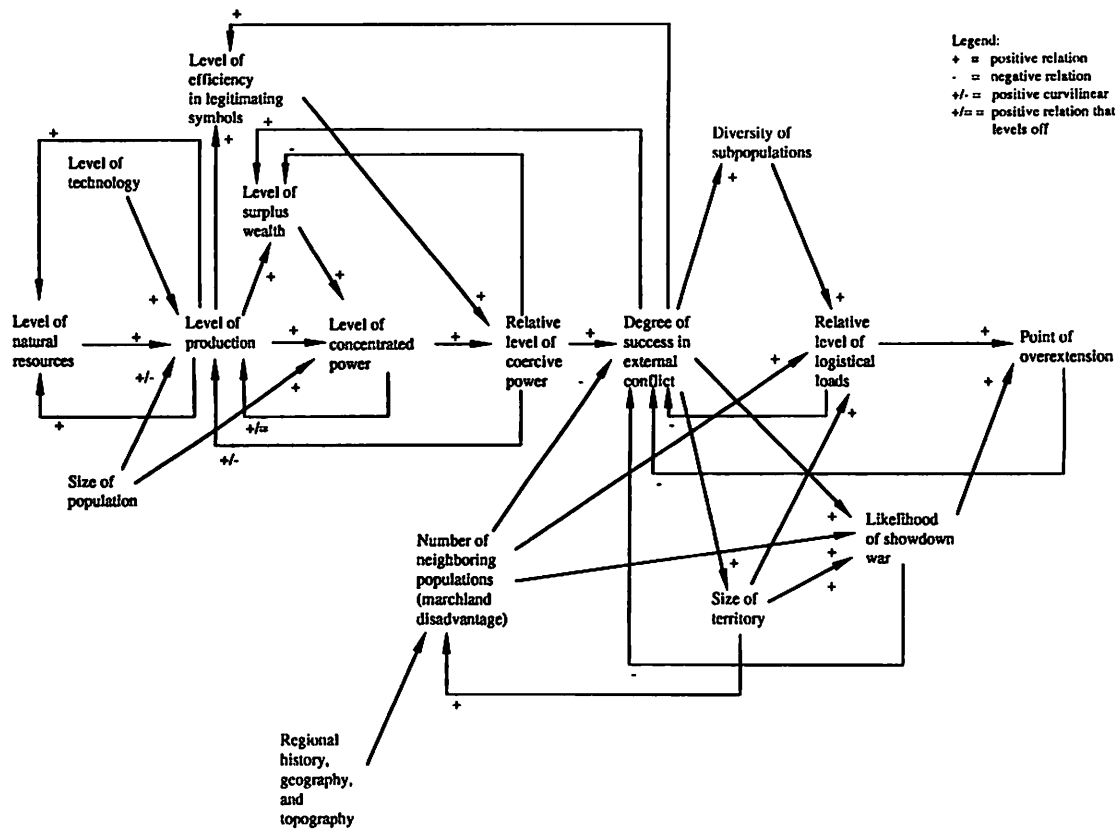 Legend:
+ = positive relation
- = negative relation
+/- = positive curvilinear
+/= = positive relation that
levels off
+
Level of
efficiency
in legitimating
symbols
+
+
+
-
Diversity of
subpopulations
+
Level of
technology
Level of
surplus
wealth
+
+
+
+
+
Level of
natural
resources
+
Level of
production
+
Level of
concentrated
power
+
Relative
level of
coercive
power
+
Degree of
success in
external
conflict
Relative
level of
logistical
loads
+
Point of
overextension
+/-
+
-
+
+
+
+
+/=
+/-
-
-
Size of
population
Number of
neighboring
populations
(marchland
disadvantage)
+
+
+
Likelihood
of showdown
war
+
Size of
territory
-
+
Regional
history,
geography,
and
topography